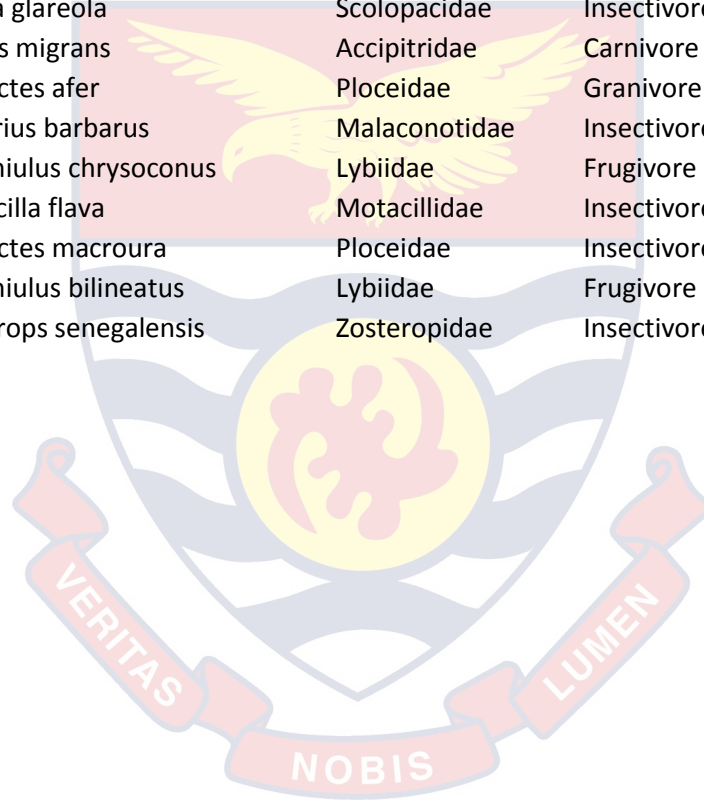 a glareola Scolopacidae Insectivore
s migrans Accipitridae Carnivore
ctes afer Ploceidae Granivore
rius barbarus Malaconotidae Insectivore
niulus chrysoconus Lybiidae Frugivore
cilla flava Motacillidae Insectivore
ctes macroura Ploceidae Insectivore
niulus bilineatus Lybiidae Frugivore
rops senegalensis Zosteropidae Insectivore
VERITAS
NOBIS
LUMEN